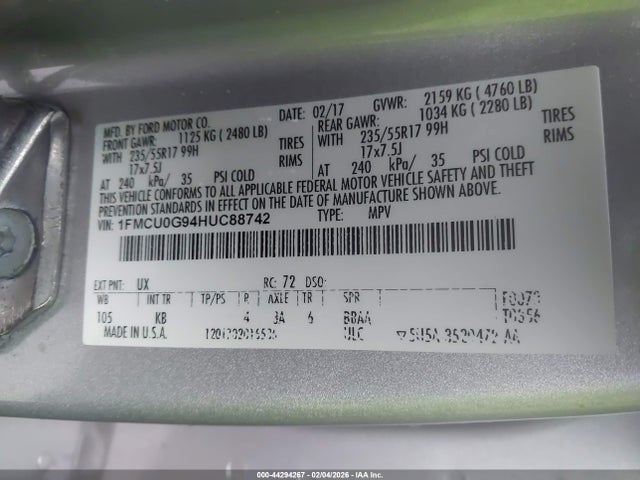 MFD. BY FORD MOTOR CO.
DATE: 02/17 GVWR: 2159 KG ( 4760 LB)
FRONT GAWR: 1125 KG ( 2480 LB) REAR GAWR: 1034 KG ( 2280 LB)
WITH 235/55R17 99H TIRES 235/55R17 99H TIRES
17x7.5J RIMS 17x7.5J RIMS
AT 240 kPa/ 35 PSI COLD AT 240 kPa/ 35 PSI COLD
THIS VEHICLE CONFORMS TO ALL APPLICABLE FEDERAL MOTOR VEHICLE SAFETY AND THEFT
PREVENTION STANDARDS IN EFFECT ON THE DATE OF MANUFACTURE SHOWN ABOVE.
VIN: 1FMCU0G94HUC88742 TYPE: MPV
EXT PNT: UX RC: 72 DSO:
WB INT TR TP/PS R AXLE TR SPR
105 KB 4 3A 6 BBAA
MADE IN U.S.A. ULC
000-44294267 - 02/04/2026 - IAA Inc.